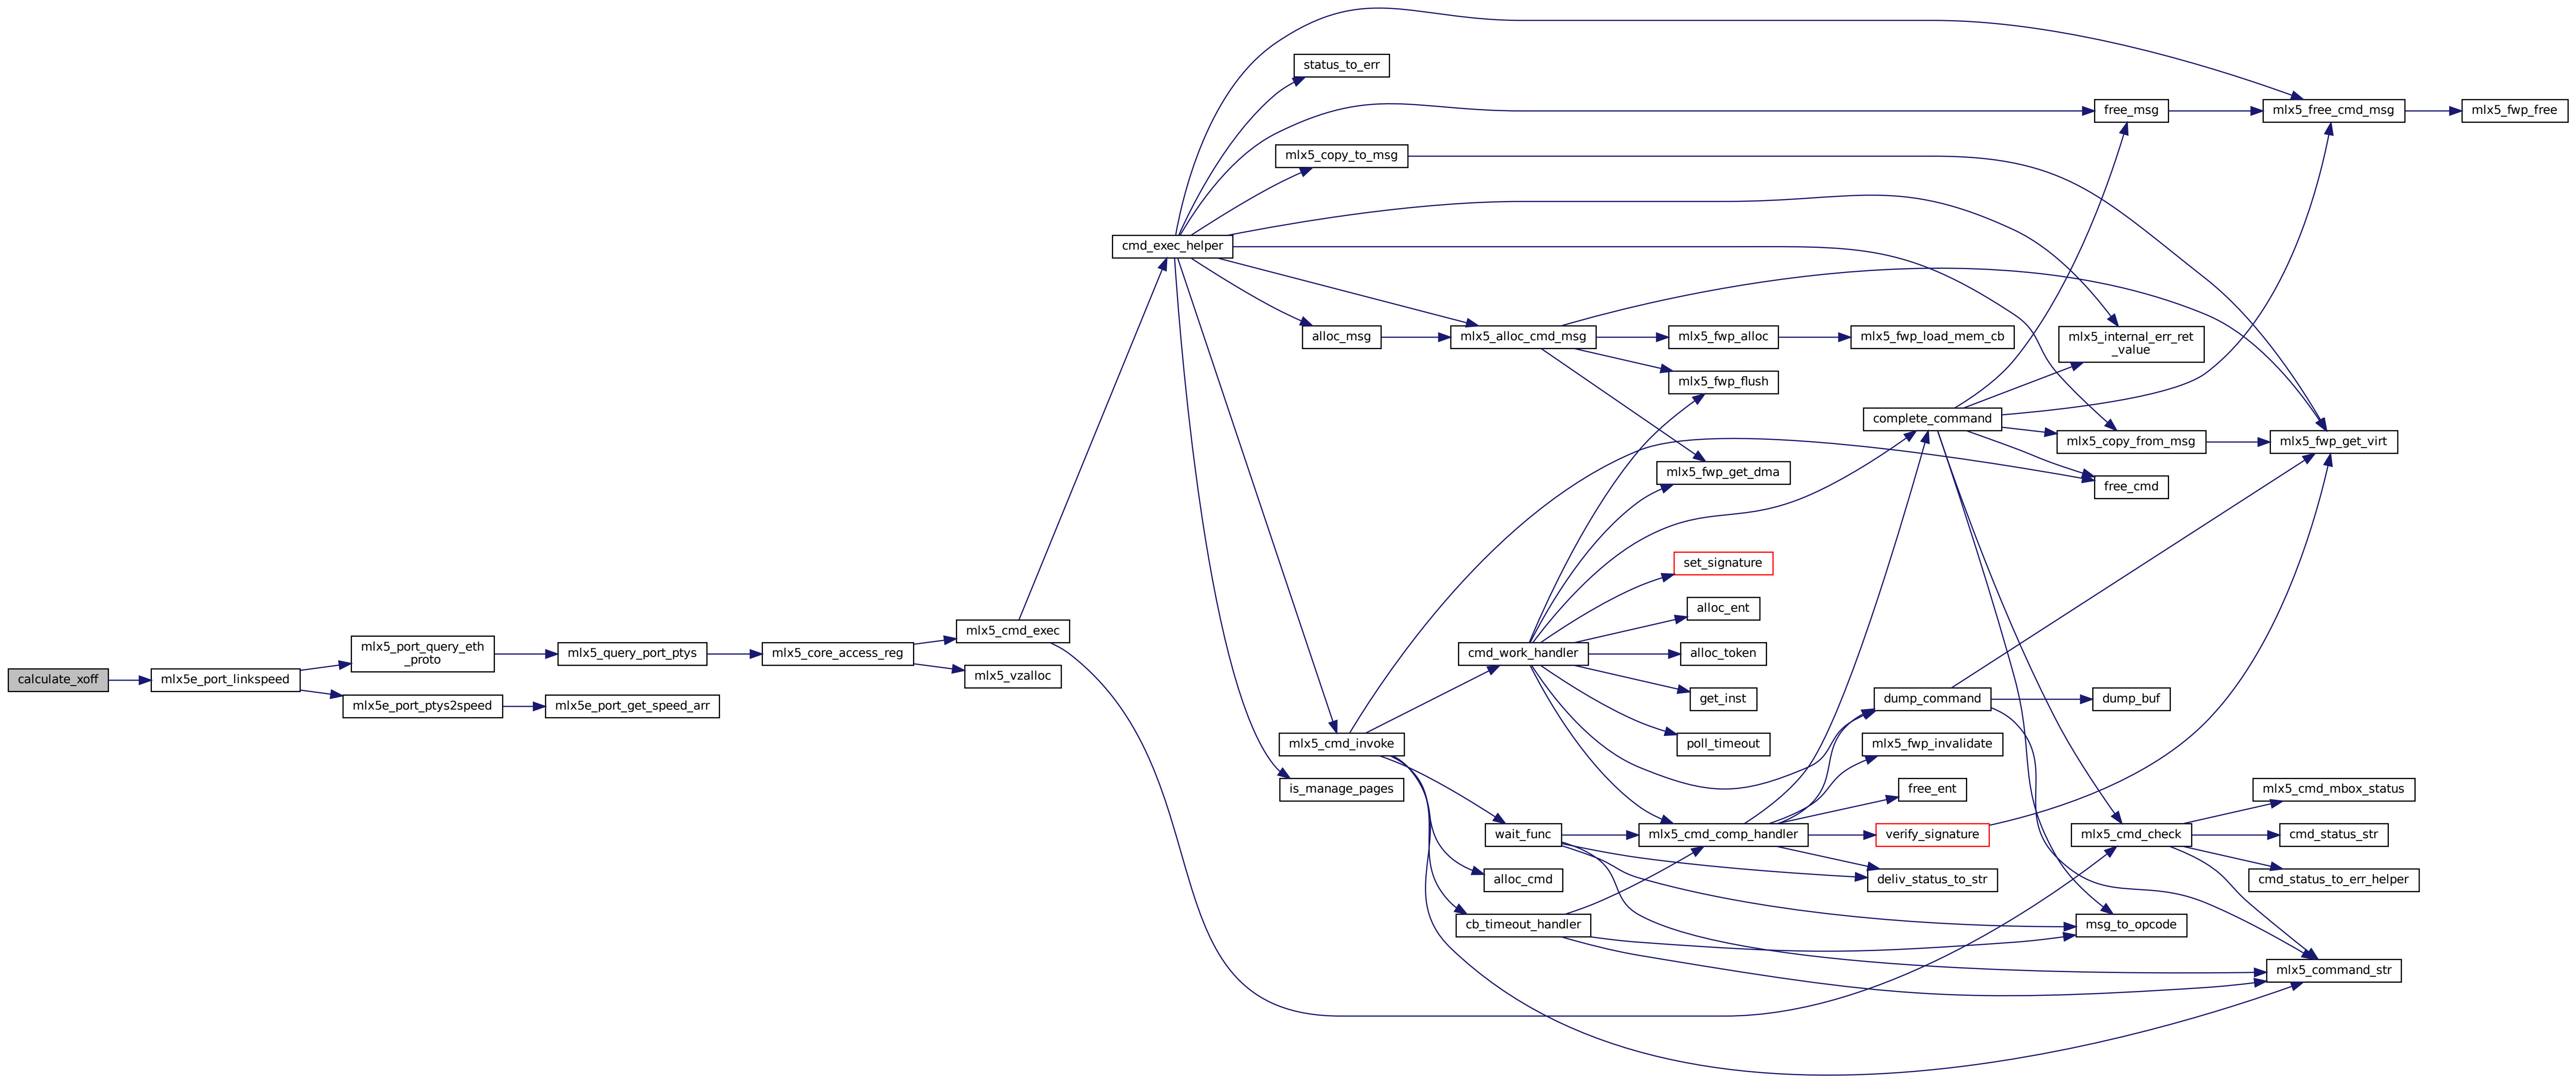 calculate_xoff
mlx5e_port_linkspeed
mlx5_port_query_eth
_proto
mlx5e_port_ptys2speed
mlx5_query_port_ptys
mlx5e_port_get_speed_arr
mlx5_core_access_reg
mlx5_cmd_exec
mlx5_vzalloc
cmd_exec_helper
status_to_err
mlx5_copy_to_msg
alloc_msg
mlx5_cmd_invoke
is_manage_pages
mlx5_alloc_cmd_msg
cmd_work_handler
wait_func
alloc_cmd
cb_timeout_handler
mlx5_fwp_alloc
mlx5_fwp_flush
mlx5_fwp_get_dma
set_signature
alloc_ent
alloc_token
get_inst
poll_timeout
mlx5_cmd_comp_handler
mlx5_fwp_load_mem_cb
complete_command
dump_command
mlx5_fwp_invalidate
free_ent
verify_signature
deliv_status_to_str
free_msg
mlx5_internal_err_ret
_value
mlx5_copy_from_msg
free_cmd
dump_buf
mlx5_cmd_check
msg_to_opcode
mlx5_free_cmd_msg
mlx5_fwp_get_virt
mlx5_cmd_mbox_status
cmd_status_str
cmd_status_to_err_helper
mlx5_command_str
mlx5_fwp_free